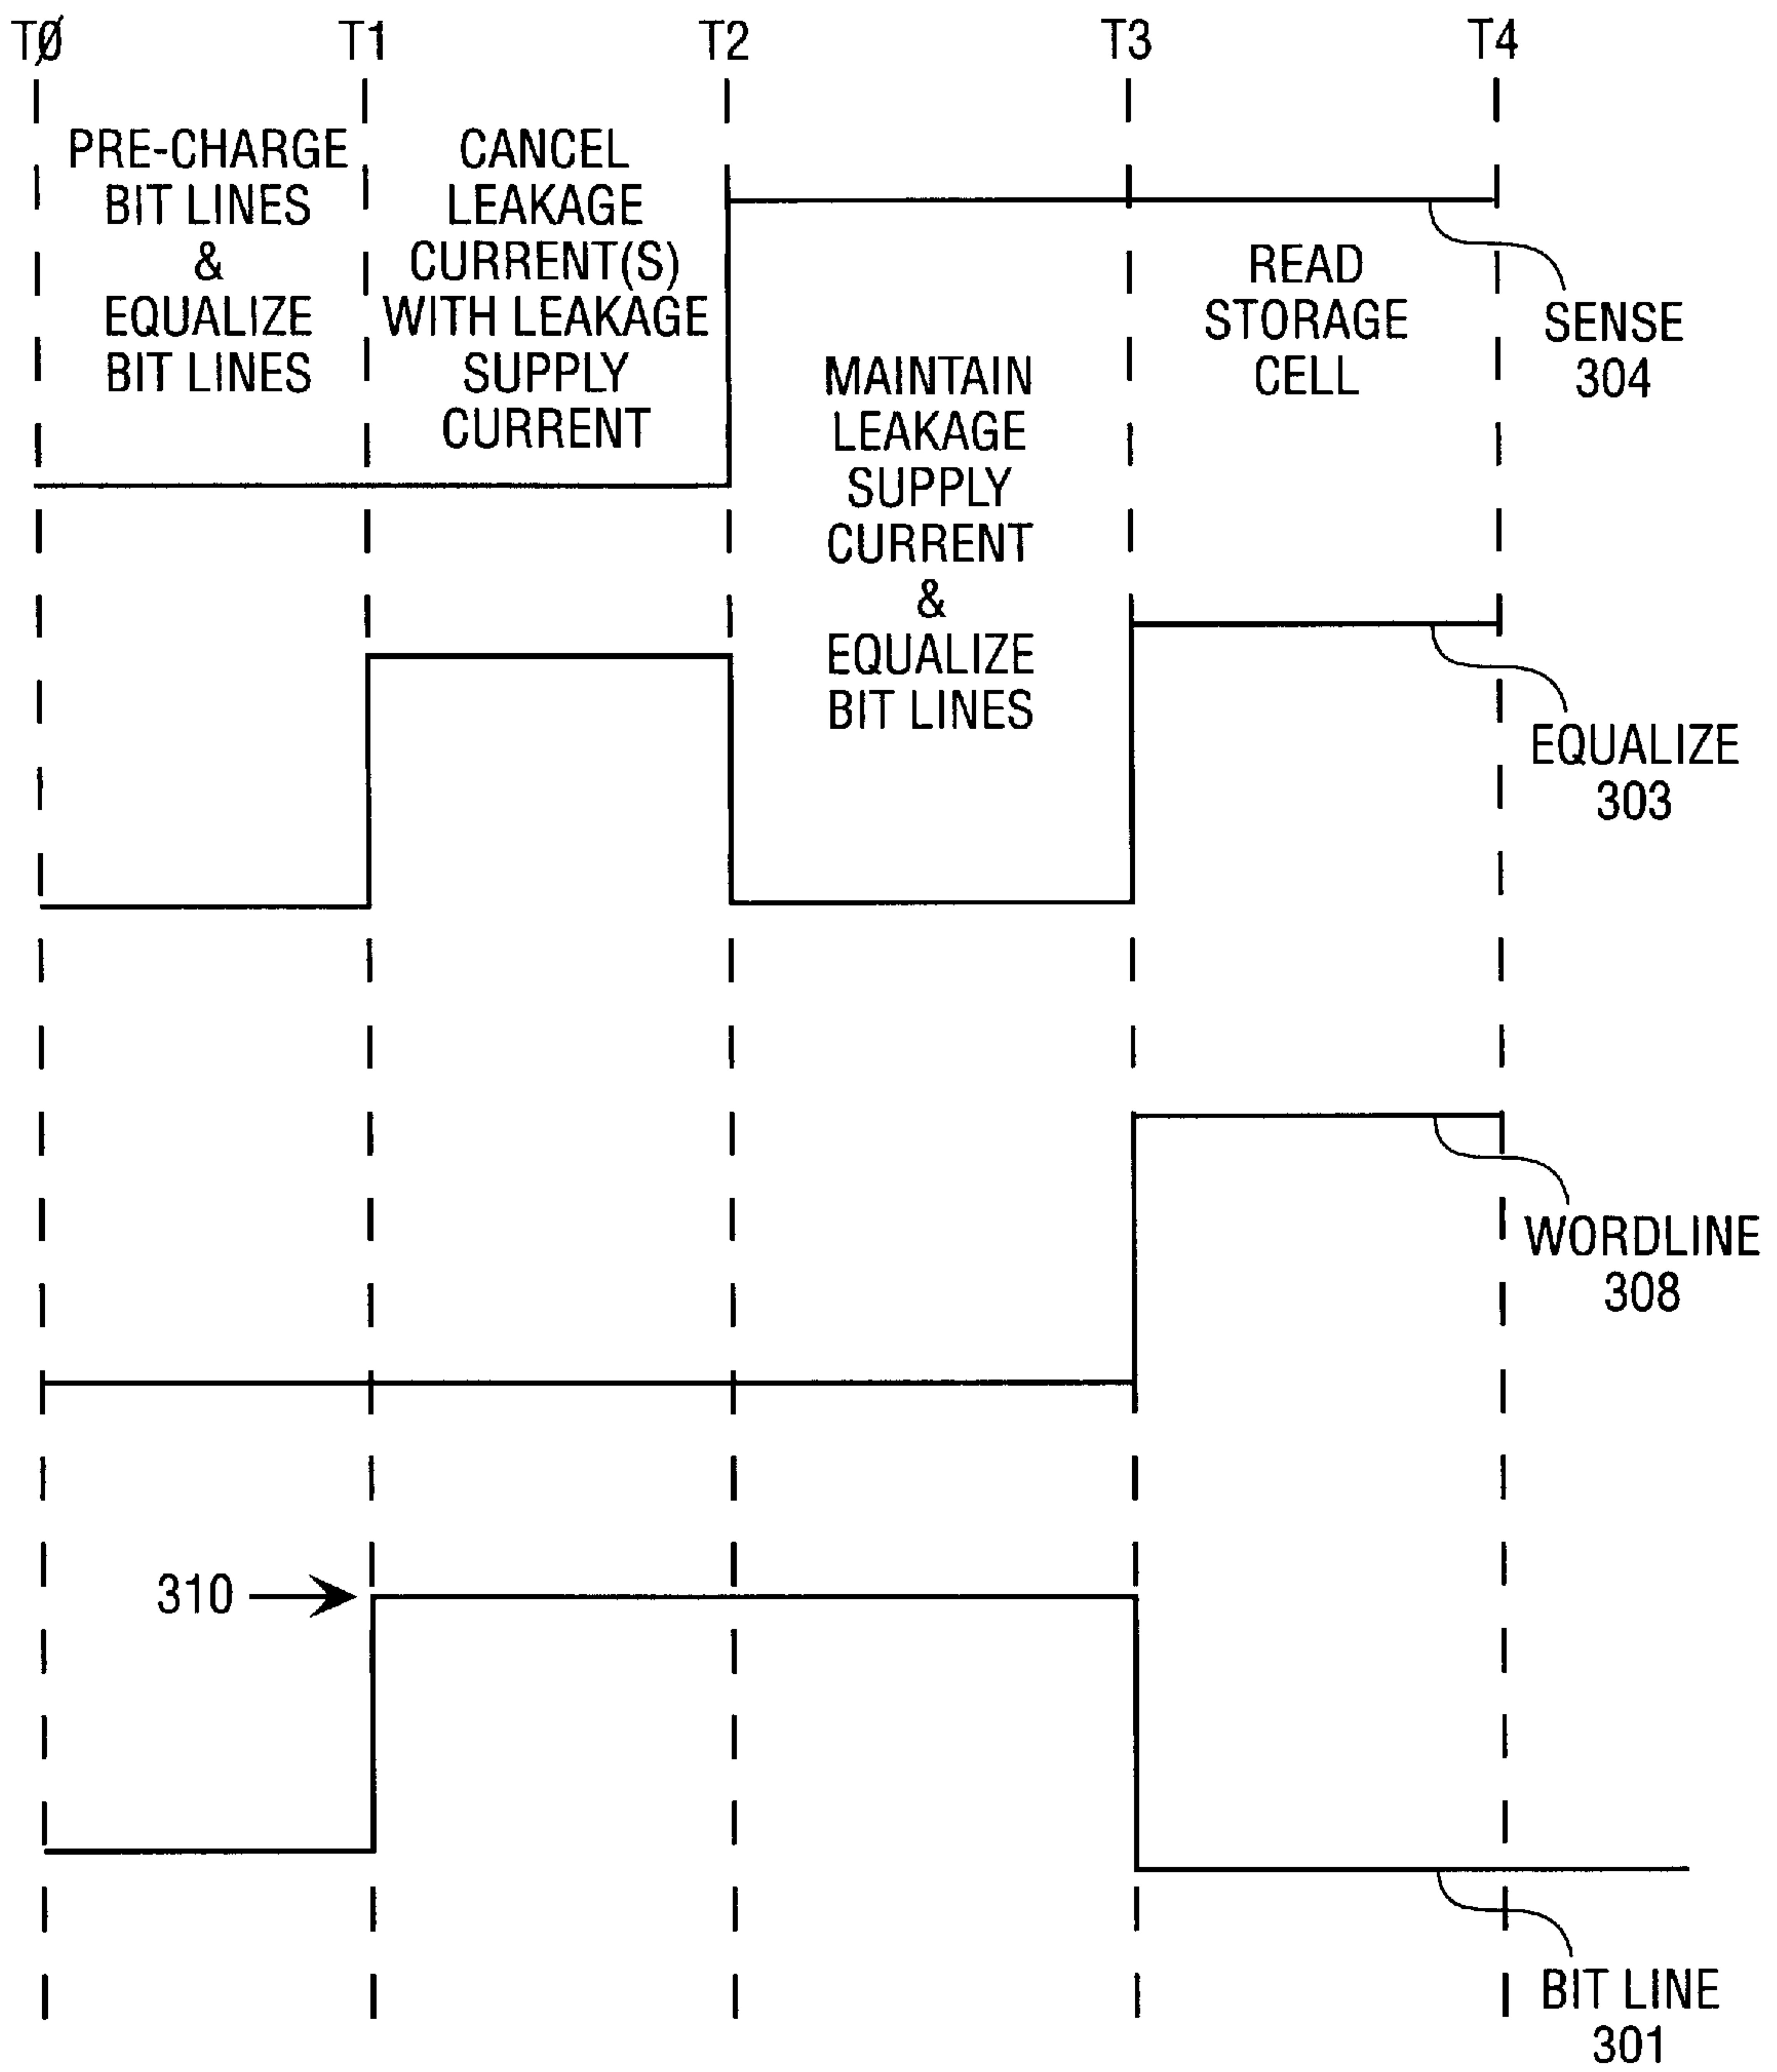 TØ
T1
T2
T3
T4
PRE-CHARGE
BIT LINES
&
EQUALIZE
BIT LINES
CANCEL
LEAKAGE
CURRENT(S)
WITH LEAKAGE
SUPPLY
CURRENT
MAINTAIN
LEAKAGE
SUPPLY
CURRENT
&
EQUALIZE
BIT LINES
READ
STORAGE
CELL
SENSE
304
EQUALIZE
303
WORDLINE
308
310
BIT LINE
301